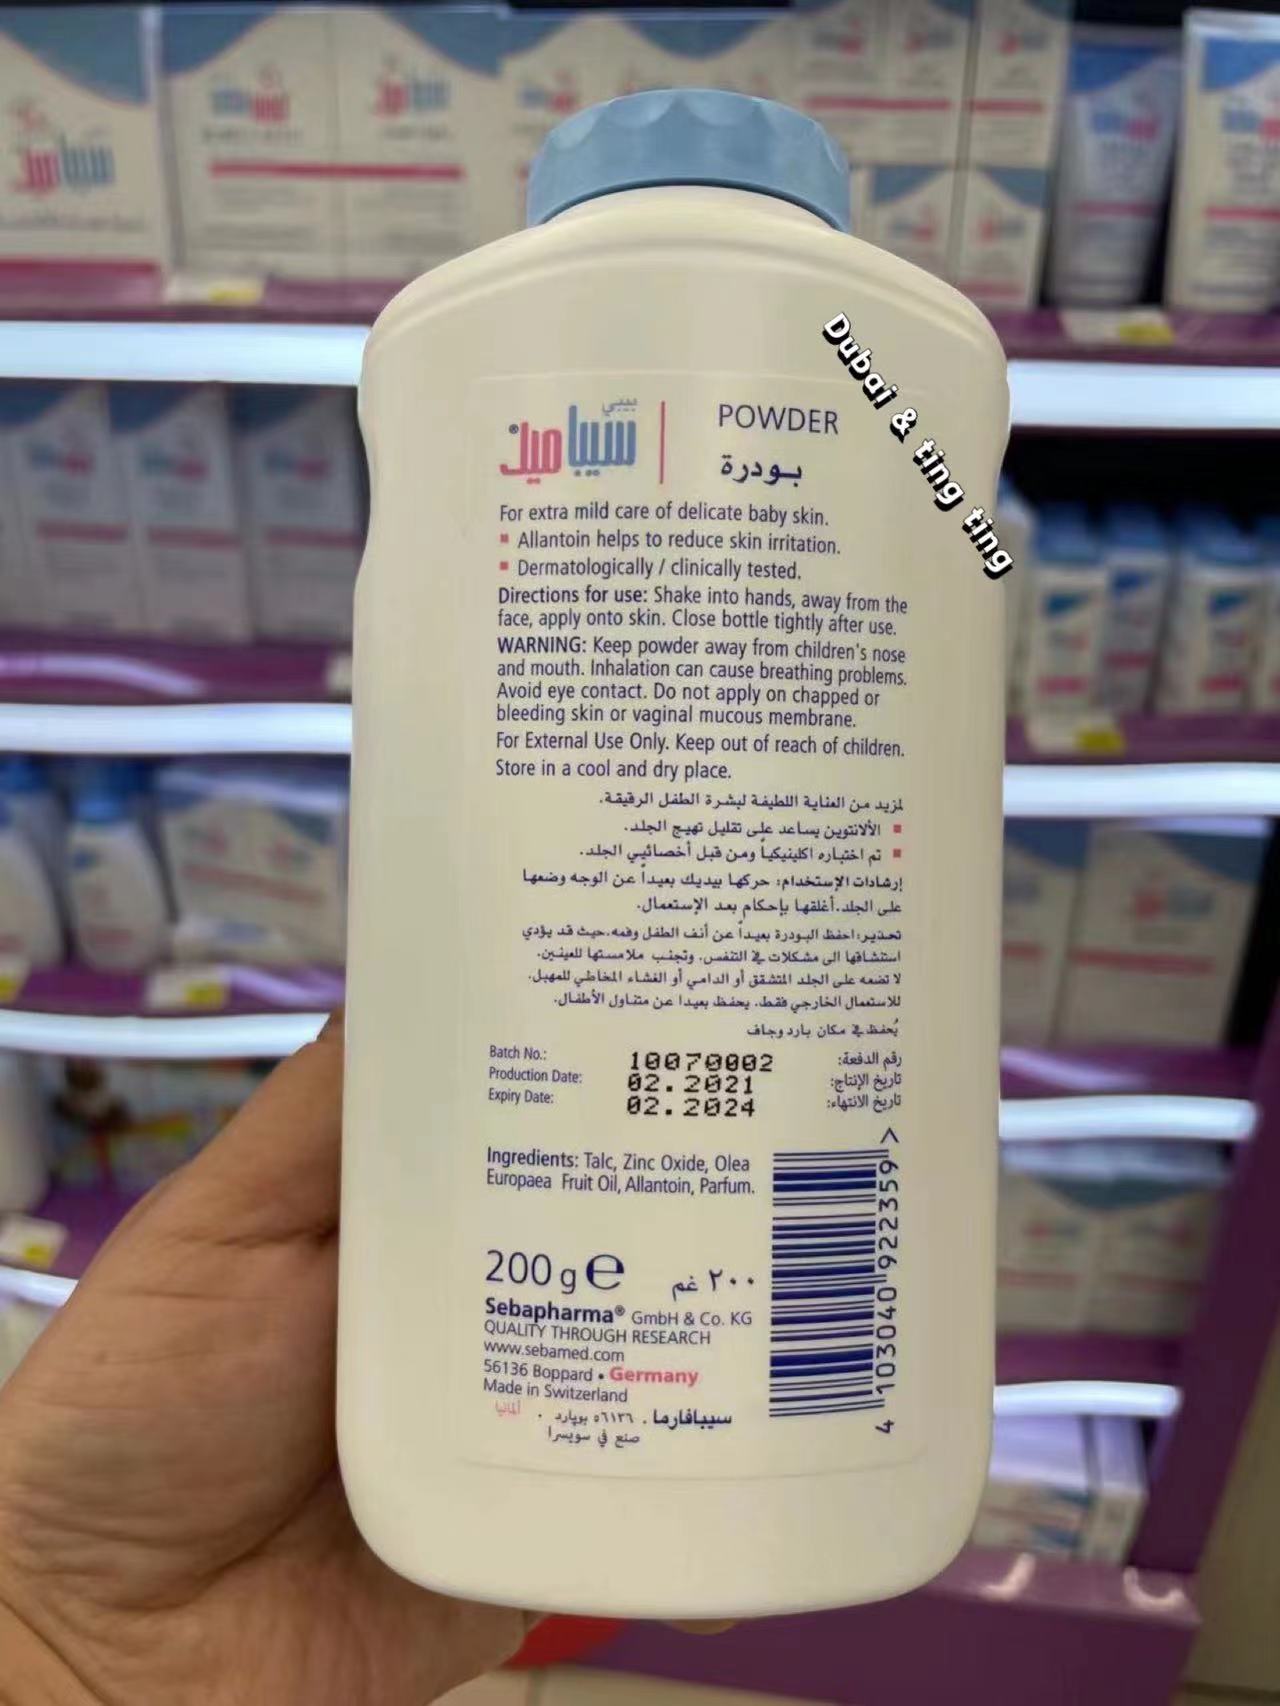 Dubai & ting ting
بيبي
سيباميد®
POWDER
بودرة
For extra mild care of delicate baby skin.
▪ Allantoin helps to reduce skin irritation.
▪ Dermatologically / clinically tested.
Directions for use: Shake into hands, away from the
face, apply onto skin. Close bottle tightly after use.
WARNING: Keep powder away from children's nose
and mouth. Inhalation can cause breathing problems.
Avoid eye contact. Do not apply on chapped or
bleeding skin or vaginal mucous membrane.
For External Use Only. Keep out of reach of children.
Store in a cool and dry place.
لمزيد من العناية اللطيفة لبشرة الطفل الرقيقة.
▪ الألانتوين يساعد على تقليل تهيج الجلد.
▪ تم اختباره اكلينيكياً ومن قبل أخصائيي الجلد.
إرشادات الإستخدام: حركها بيديك بعيداً عن الوجه وضعها
على الجلد.أغلقها بإحكام بعد الإستعمال.
تحذير:احفظ البودرة بعيداً عن أنف الطفل وفمه.حيث قد يؤدي
استنشاقها الى مشكلات في التنفس. وتجنب ملامستها للعينين.
لا تضعه على الجلد المتشقق أو الدامي أو الغشاء المخاطي للمهبل.
للاستعمال الخارجي فقط. يحفظ بعيدا عن متناول الأطفال.
يُحفظ في مكان بارد وجاف
Batch No.: 10070002 رقم الدفعة:
Production Date: 02.2021 تاريخ الإنتاج:
Expiry Date: 02.2024 تاريخ الانتهاء:
Ingredients: Talc, Zinc Oxide, Olea
Europaea Fruit Oil, Allantoin, Parfum.
4 103040 922359 >
200 g e ٢٠٠ غم
Sebapharma® GmbH & Co. KG
QUALITY THROUGH RESEARCH
www.sebamed.com
56136 Boppard • Germany
Made in Switzerland
سيبافارما . ٥٦١٣٦ بوبارد . ألمانيا
صنع في سويسرا